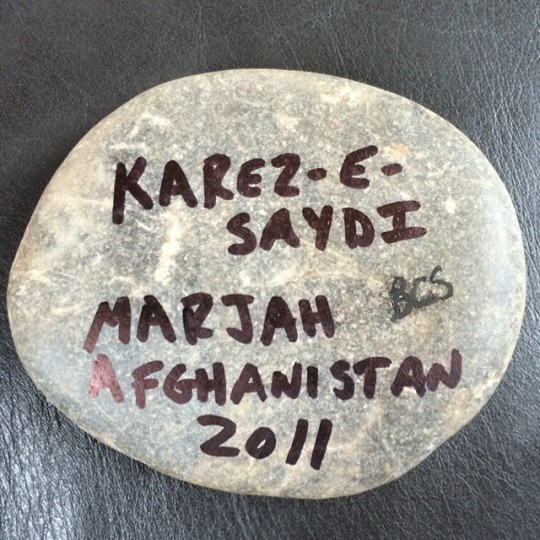 KAREZ-E-
SAYDI
MARJAH
BCS
AFGHANISTAN
2011